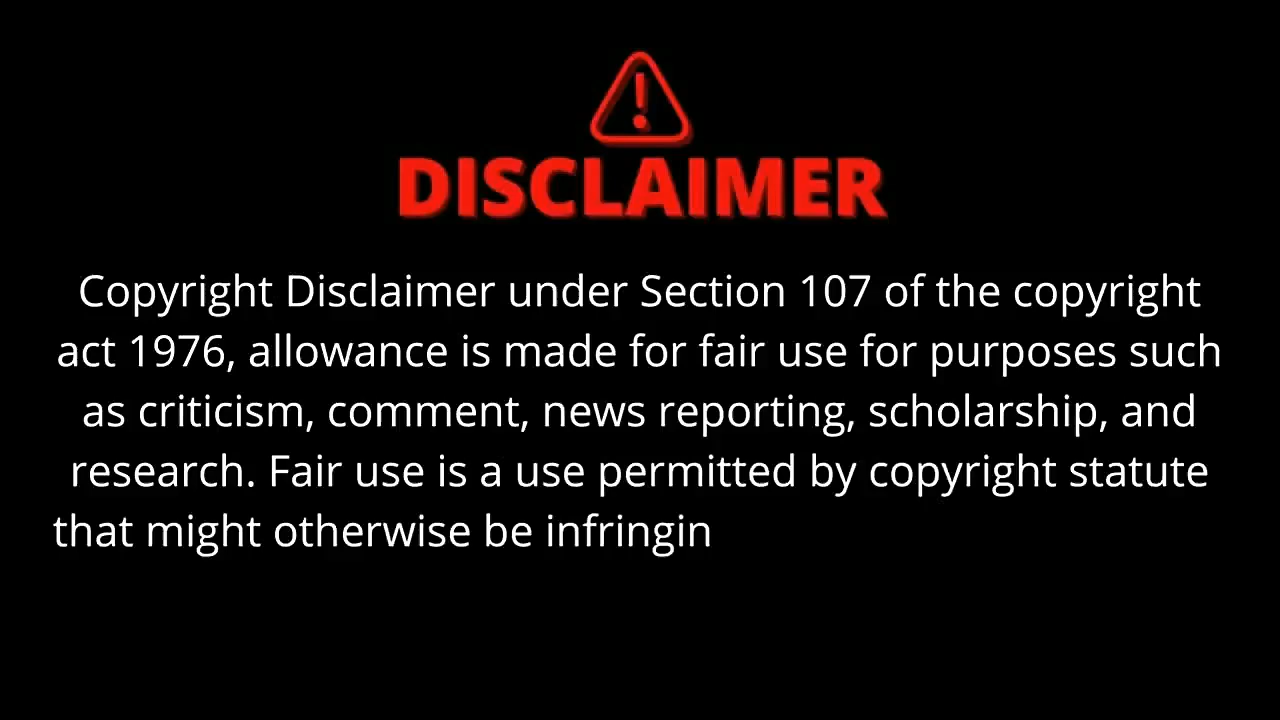 DISCLAIMER
Copyright Disclaimer under Section 107 of the copyright
act 1976, allowance is made for fair use for purposes such
as criticism, comment, news reporting, scholarship, and
research. Fair use is a use permitted by copyright statute
that might otherwise be infringin